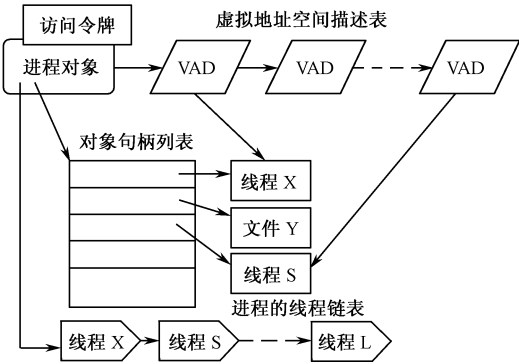 访问令牌
虚拟地址空间描述表
进程对象
VAD
VAD
VAD
对象句柄列表
线程 X
文件 Y
线程 S
进程的线程链表
线程 X
线程 S
线程 L